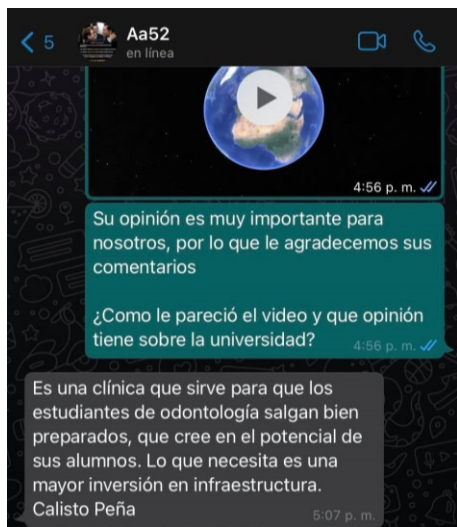 5
Aa52
en línea
4:56 p. m.
Su opinión es muy importante para
nosotros, por lo que le agradecemos sus
comentarios
¿Como le pareció el video y que opinión
tiene sobre la universidad?
4:56 p. m.
Es una clínica que sirve para que los
estudiantes de odontología salgan bien
preparados, que cree en el potencial de
sus alumnos. Lo que necesita es una
mayor inversión en infraestructura.
Calisto Peña
5:07 p. m.